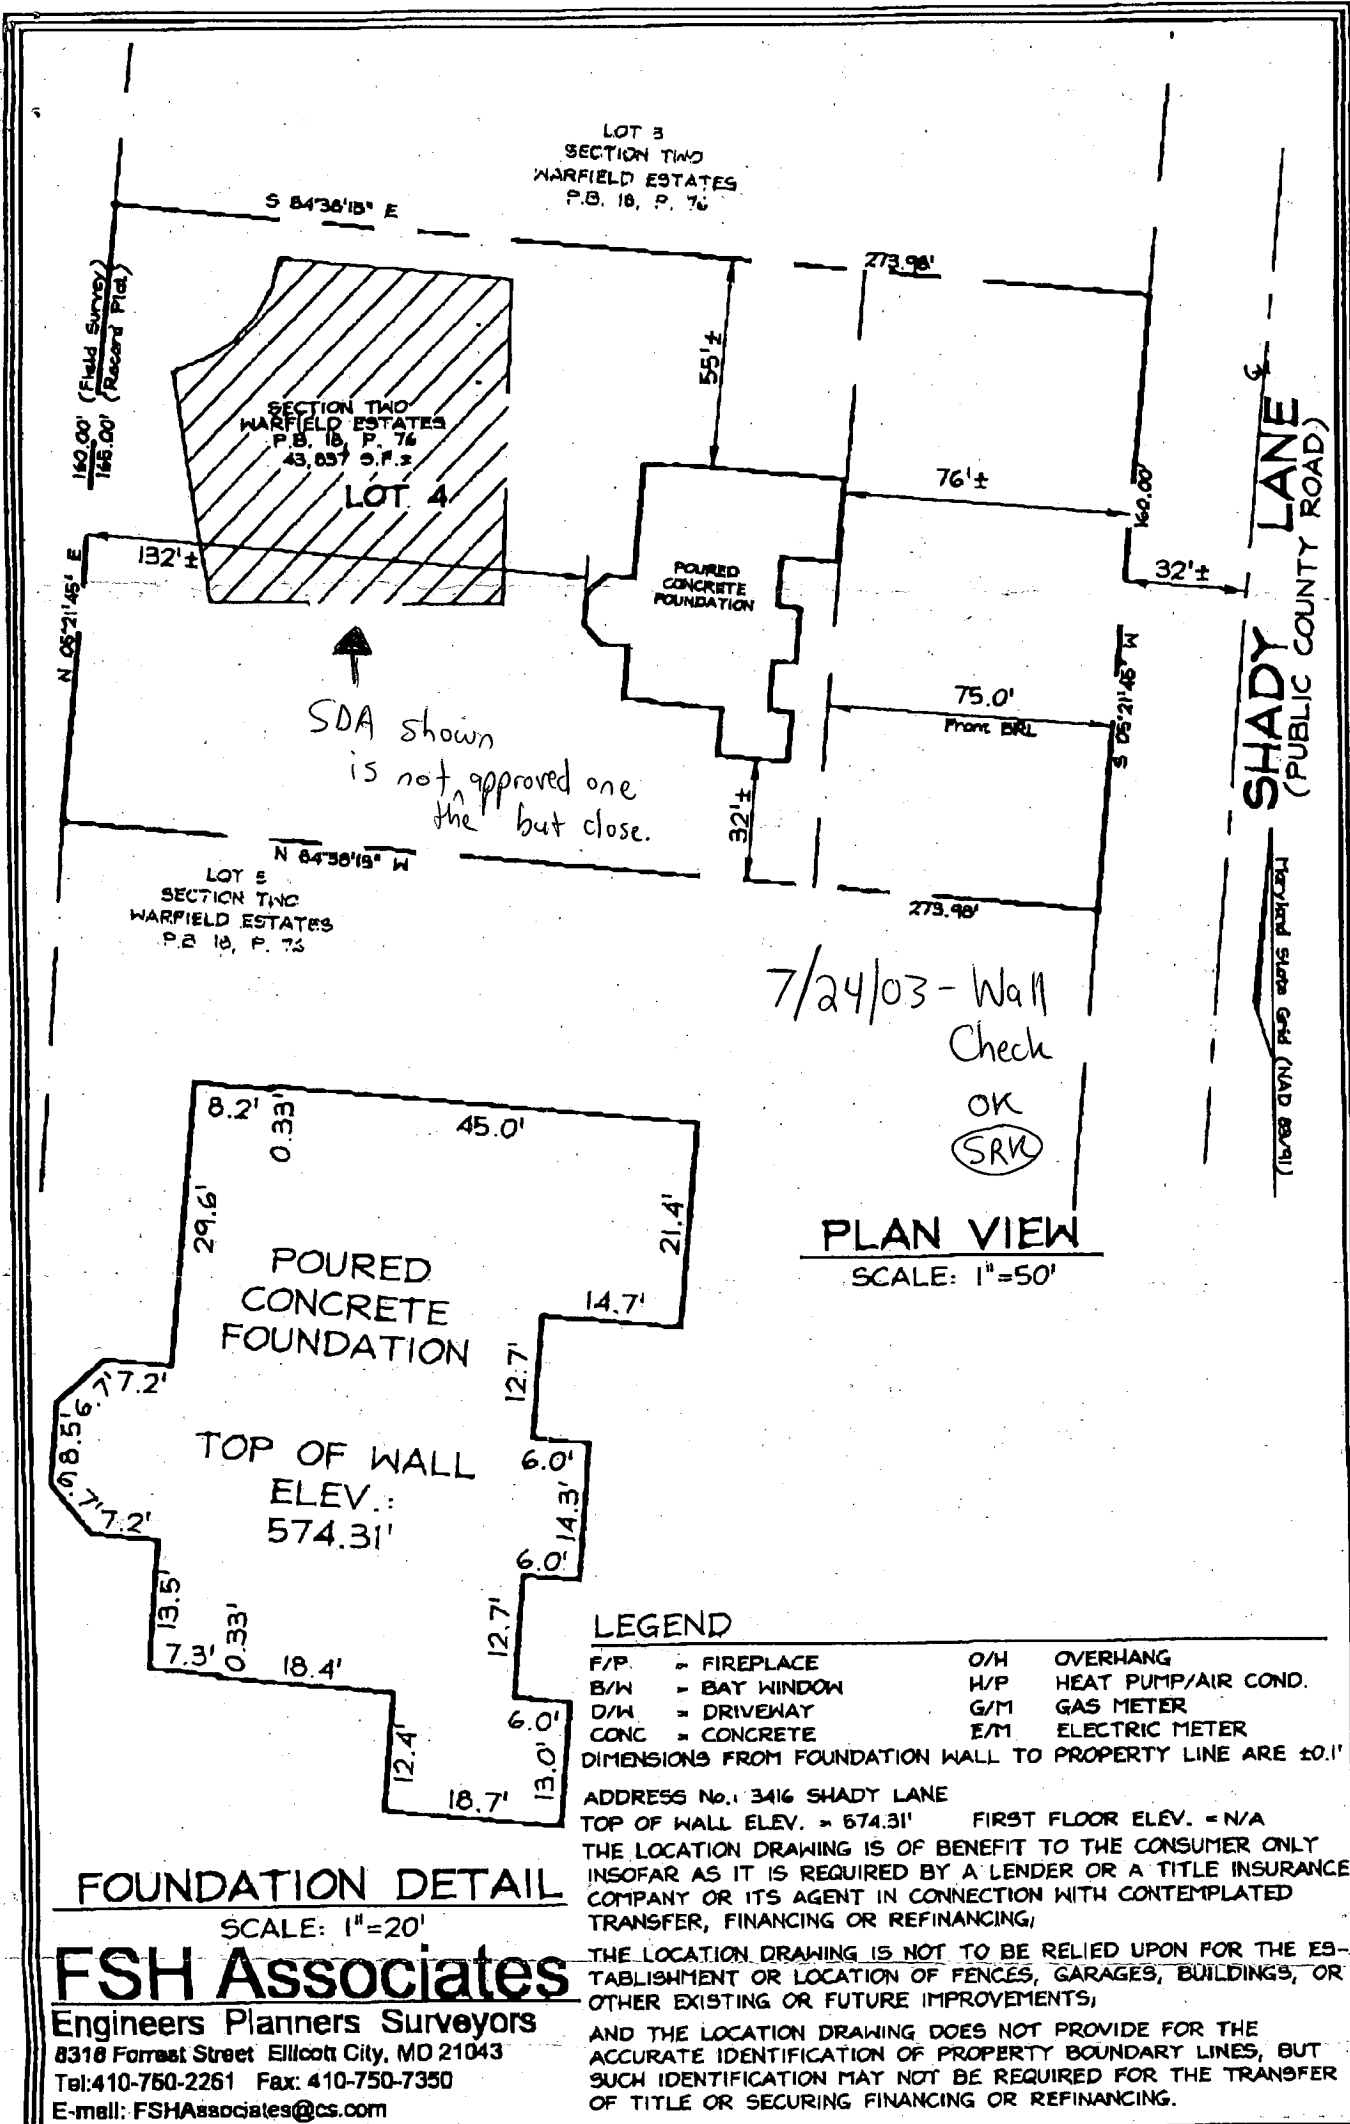 LOT 3
SECTION TWO
WARFIELD ESTATES
P.B. 18, P. 76
S 84°38'15" E
273.98'
160.00' (Field Survey)
165.00' (Record Plat)
55'±
SECTION TWO
WARFIELD ESTATES
P.B. 18, P. 76
43,837 S.F.±
LOT 4
76'±
160.00'
132'±
POURED
CONCRETE
FOUNDATION
32'±
N 05°21'45" E
SHADY LANE
(PUBLIC COUNTY ROAD)
75.0'
Front BRL
S 05°21'45" W
SDA shown
is not the approved one
but close.
32'±
N 84°38'15" W
273.98'
LOT 5
SECTION TWO
WARFIELD ESTATES
P.B. 18, P. 76
Maryland State Grid (NAD 83/91)
7/24/03 - Wall
Check
OK
SRK
PLAN VIEW
SCALE: 1"=50'
8.2'
0.33'
45.0'
29.6'
21.4'
POURED
CONCRETE
FOUNDATION
14.7'
12.7'
7.2'
6.7'
8.5'
6.7'
7.2'
TOP OF WALL
ELEV.:
574.31'
6.0'
14.3'
6.0'
13.5'
12.7'
7.3'
0.33'
18.4'
6.0'
12.4'
13.0'
18.7'
FOUNDATION DETAIL
SCALE: 1"=20'
LEGEND
F/P = FIREPLACE O/H OVERHANG
B/W = BAY WINDOW H/P HEAT PUMP/AIR COND.
D/W = DRIVEWAY G/M GAS METER
CONC = CONCRETE E/M ELECTRIC METER
DIMENSIONS FROM FOUNDATION WALL TO PROPERTY LINE ARE ±0.1'
ADDRESS No.: 3416 SHADY LANE
TOP OF WALL ELEV. = 574.31' FIRST FLOOR ELEV. = N/A
THE LOCATION DRAWING IS OF BENEFIT TO THE CONSUMER ONLY
INSOFAR AS IT IS REQUIRED BY A LENDER OR A TITLE INSURANCE
COMPANY OR ITS AGENT IN CONNECTION WITH CONTEMPLATED
TRANSFER, FINANCING OR REFINANCING;
THE LOCATION DRAWING IS NOT TO BE RELIED UPON FOR THE ES-
TABLISHMENT OR LOCATION OF FENCES, GARAGES, BUILDINGS, OR
OTHER EXISTING OR FUTURE IMPROVEMENTS;
AND THE LOCATION DRAWING DOES NOT PROVIDE FOR THE
ACCURATE IDENTIFICATION OF PROPERTY BOUNDARY LINES, BUT
SUCH IDENTIFICATION MAY NOT BE REQUIRED FOR THE TRANSFER
OF TITLE OR SECURING FINANCING OR REFINANCING.
FSH Associates
Engineers Planners Surveyors
8318 Forrest Street Ellicott City, MD 21043
Tel:410-750-2261 Fax: 410-750-7350
E-mail: FSHAssociates@cs.com